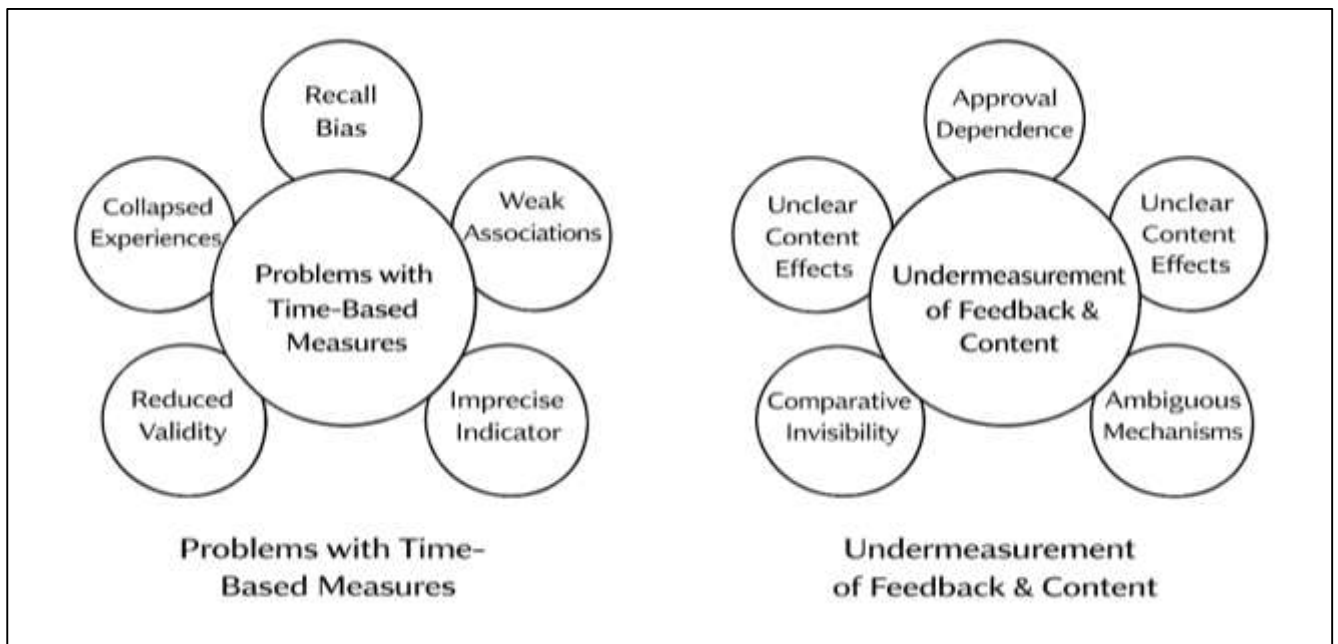 Recall
Bias
Collapsed
Experiences
Weak
Associations
Problems with
Time-Based
Measures
Reduced
Validity
Imprecise
Indicator
Problems with Time-
Based Measures
Approval
Dependence
Unclear
Content
Effects
Unclear
Content
Effects
Undermeasurement
of Feedback &
Content
Comparative
Invisibility
Ambiguous
Mechanisms
Undermeasurement
of Feedback & Content